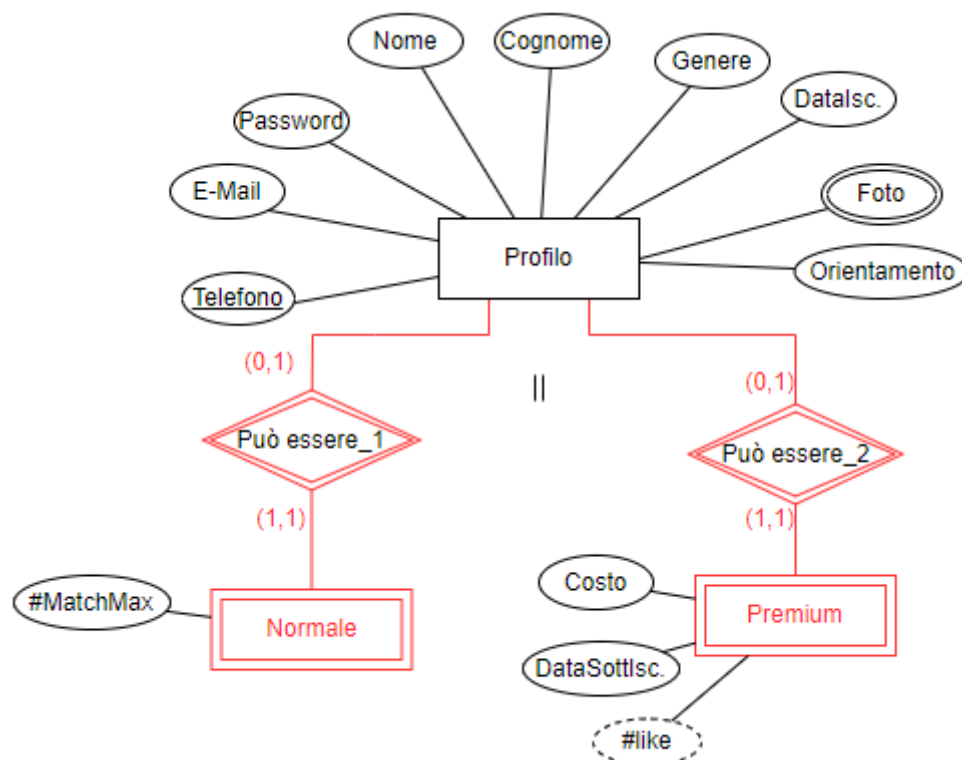 Nome
Cognome
Genere
DataIsc.
Password
E-Mail
Foto
Profilo
Orientamento
Telefono
(0,1)
(0,1)
||
Può essere_1
Può essere_2
(1,1)
(1,1)
#MatchMax
Normale
Costo
Premium
DataSottIsc.
#like